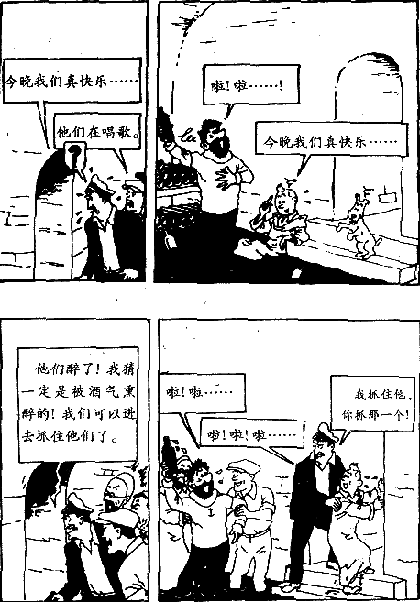 今晚我们真快乐……
他们在唱歌。
啦！啦……！
la
今晚我们真快乐……
他们醉了！我猜
一定是被酒气熏
醉的！我们可以进
去抓住他们了。
啦！啦……
啦！啦！啦……
我抓住他，
你抓那一个！